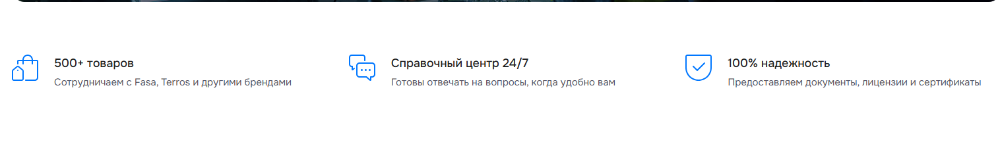 500+ товаров
Сотрудничаем с Fasa, Terros и другими брендами
Справочный центр 24/7
Готовы отвечать на вопросы, когда удобно вам
100% надежность
Предоставляем документы, лицензии и сертификаты